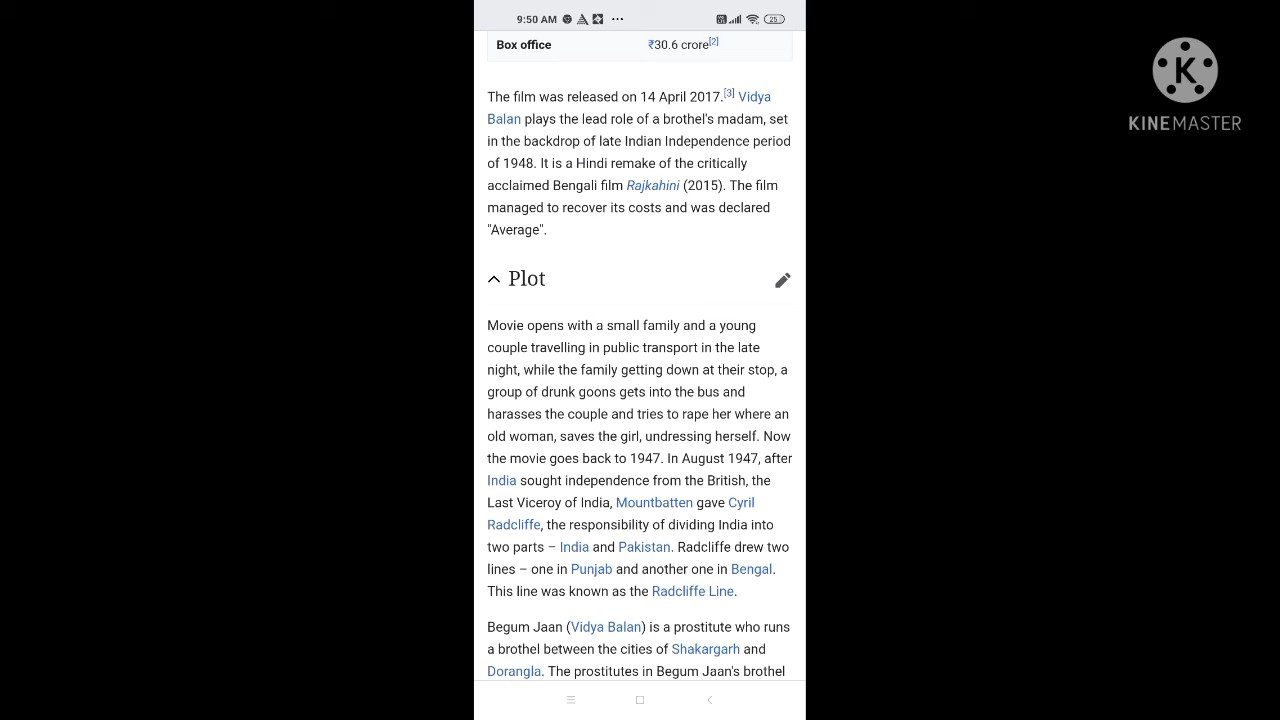 9:50 AM
25
Box office ₹30.6 crore[2]
K
KINEMASTER
The film was released on 14 April 2017.[3] Vidya
Balan plays the lead role of a brothel's madam, set
in the backdrop of late Indian Independence period
of 1948. It is a Hindi remake of the critically
acclaimed Bengali film Rajkahini (2015). The film
managed to recover its costs and was declared
"Average".
Plot
Movie opens with a small family and a young
couple travelling in public transport in the late
night, while the family getting down at their stop, a
group of drunk goons gets into the bus and
harasses the couple and tries to rape her where an
old woman, saves the girl, undressing herself. Now
the movie goes back to 1947. In August 1947, after
India sought independence from the British, the
Last Viceroy of India, Mountbatten gave Cyril
Radcliffe, the responsibility of dividing India into
two parts – India and Pakistan. Radcliffe drew two
lines – one in Punjab and another one in Bengal.
This line was known as the Radcliffe Line.
Begum Jaan (Vidya Balan) is a prostitute who runs
a brothel between the cities of Shakargarh and
Dorangla. The prostitutes in Begum Jaan's brothel